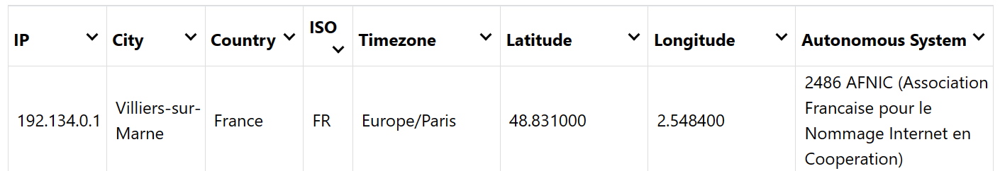 IP City Country ISO Timezone Latitude Longitude Autonomous System
192.134.0.1 Villiers-sur-Marne France FR Europe/Paris 48.831000 2.548400 2486 AFNIC (Association
Francaise pour le
Nommage Internet en
Cooperation)